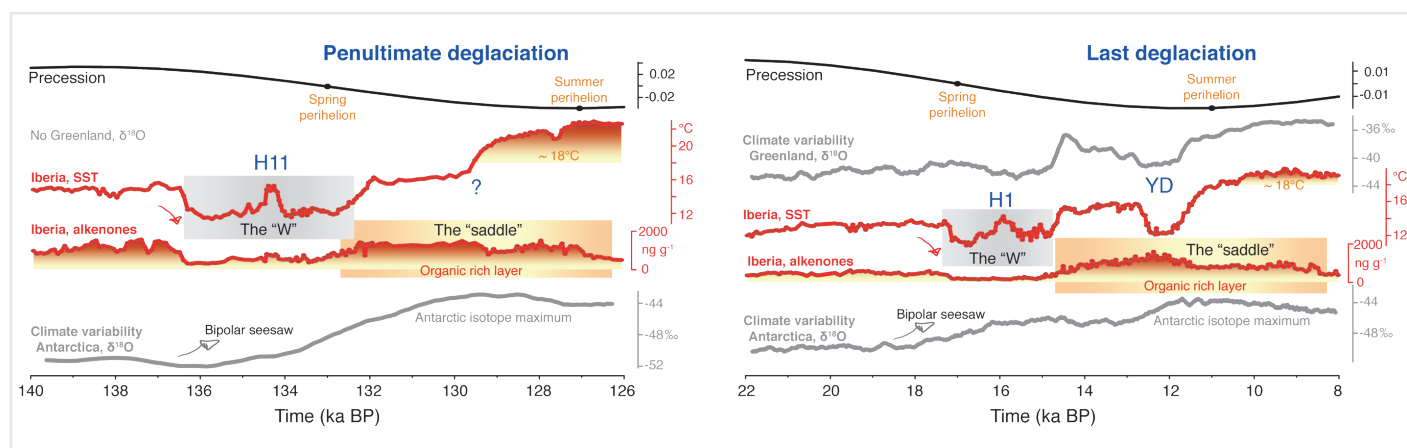 Penultimate deglaciation
Precession
0.02
-0.02
Spring
perihelion
Summer
perihelion
No Greenland, δ¹⁸O
°C
20
16
12
~ 18°C
H11
?
Iberia, SST
The “W”
Iberia, alkenones
The “saddle”
2000
ng g⁻¹
0
Organic rich layer
-44
-48‰
-52
Bipolar seesaw
Antarctic isotope maximum
Climate variability
Antarctica, δ¹⁸O
140
138
136
134
132
130
128
126
Time (ka BP)
Last deglaciation
Precession
0.01
-0.01
Spring
perihelion
Summer
perihelion
Climate variability
Greenland, δ¹⁸O
-36‰
-40
-44
°C
16
12
~ 18°C
H1
YD
Iberia, SST
The “W”
Iberia, alkenones
The “saddle”
2000
ng g⁻¹
0
Organic rich layer
-44
-48‰
Bipolar seesaw
Antarctic isotope maximum
Climate variability
Antarctica, δ¹⁸O
22
20
18
16
14
12
10
8
Time (ka BP)